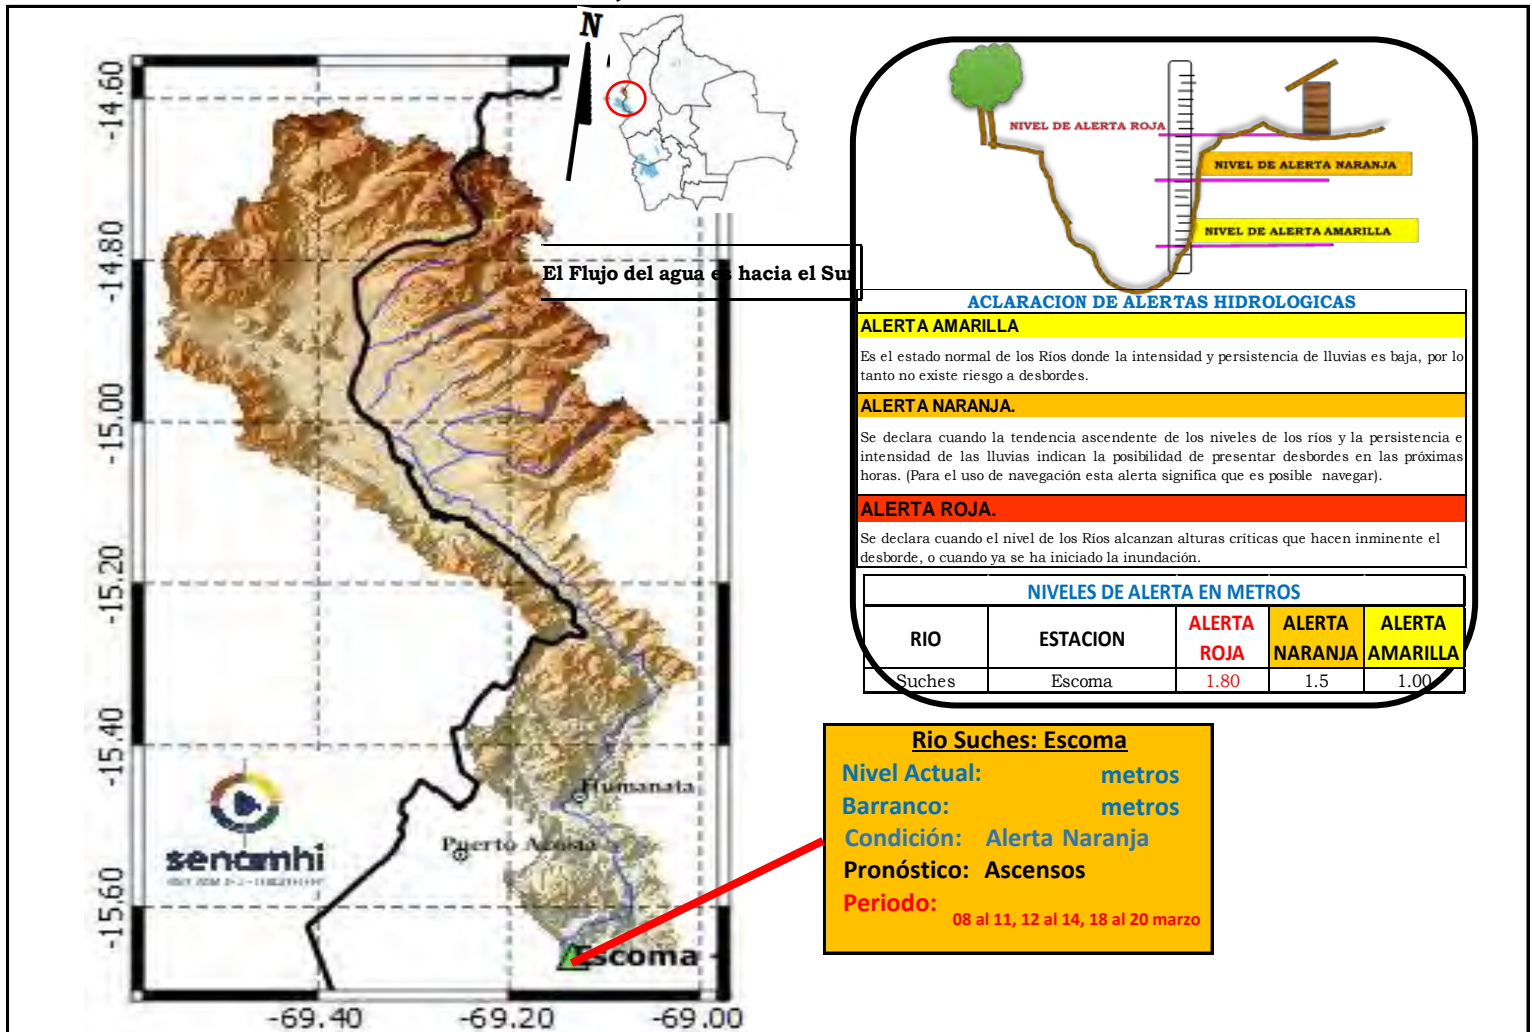 N
-14.60
-14.80
-15.00
-15.20
-15.40
-15.60
-69.40
-69.20
-69.00
El Flujo del agua es hacia el Sur
Humanata
Puerto Acosta
Escoma
senamhi
NIVEL DE ALERTA ROJA
NIVEL DE ALERTA NARANJA
NIVEL DE ALERTA AMARILLA
ACLARACION DE ALERTAS HIDROLOGICAS
ALERTA AMARILLA
Es el estado normal de los Ríos donde la intensidad y persistencia de lluvias es baja, por lo
tanto no existe riesgo a desbordes.
ALERTA NARANJA.
Se declara cuando la tendencia ascendente de los niveles de los ríos y la persistencia e
intensidad de las lluvias indican la posibilidad de presentar desbordes en las próximas
horas. (Para el uso de navegación esta alerta significa que es posible navegar).
ALERTA ROJA.
Se declara cuando el nivel de los Ríos alcanzan alturas críticas que hacen inminente el
desborde, o cuando ya se ha iniciado la inundación.
NIVELES DE ALERTA EN METROS
RIO ESTACION ALERTA ROJA ALERTA NARANJA ALERTA AMARILLA
Suches Escoma 1.80 1.5 1.00
Rio Suches: Escoma
Nivel Actual: metros
Barranco: metros
Condición: Alerta Naranja
Pronóstico: Ascensos
Periodo: 08 al 11, 12 al 14, 18 al 20 marzo